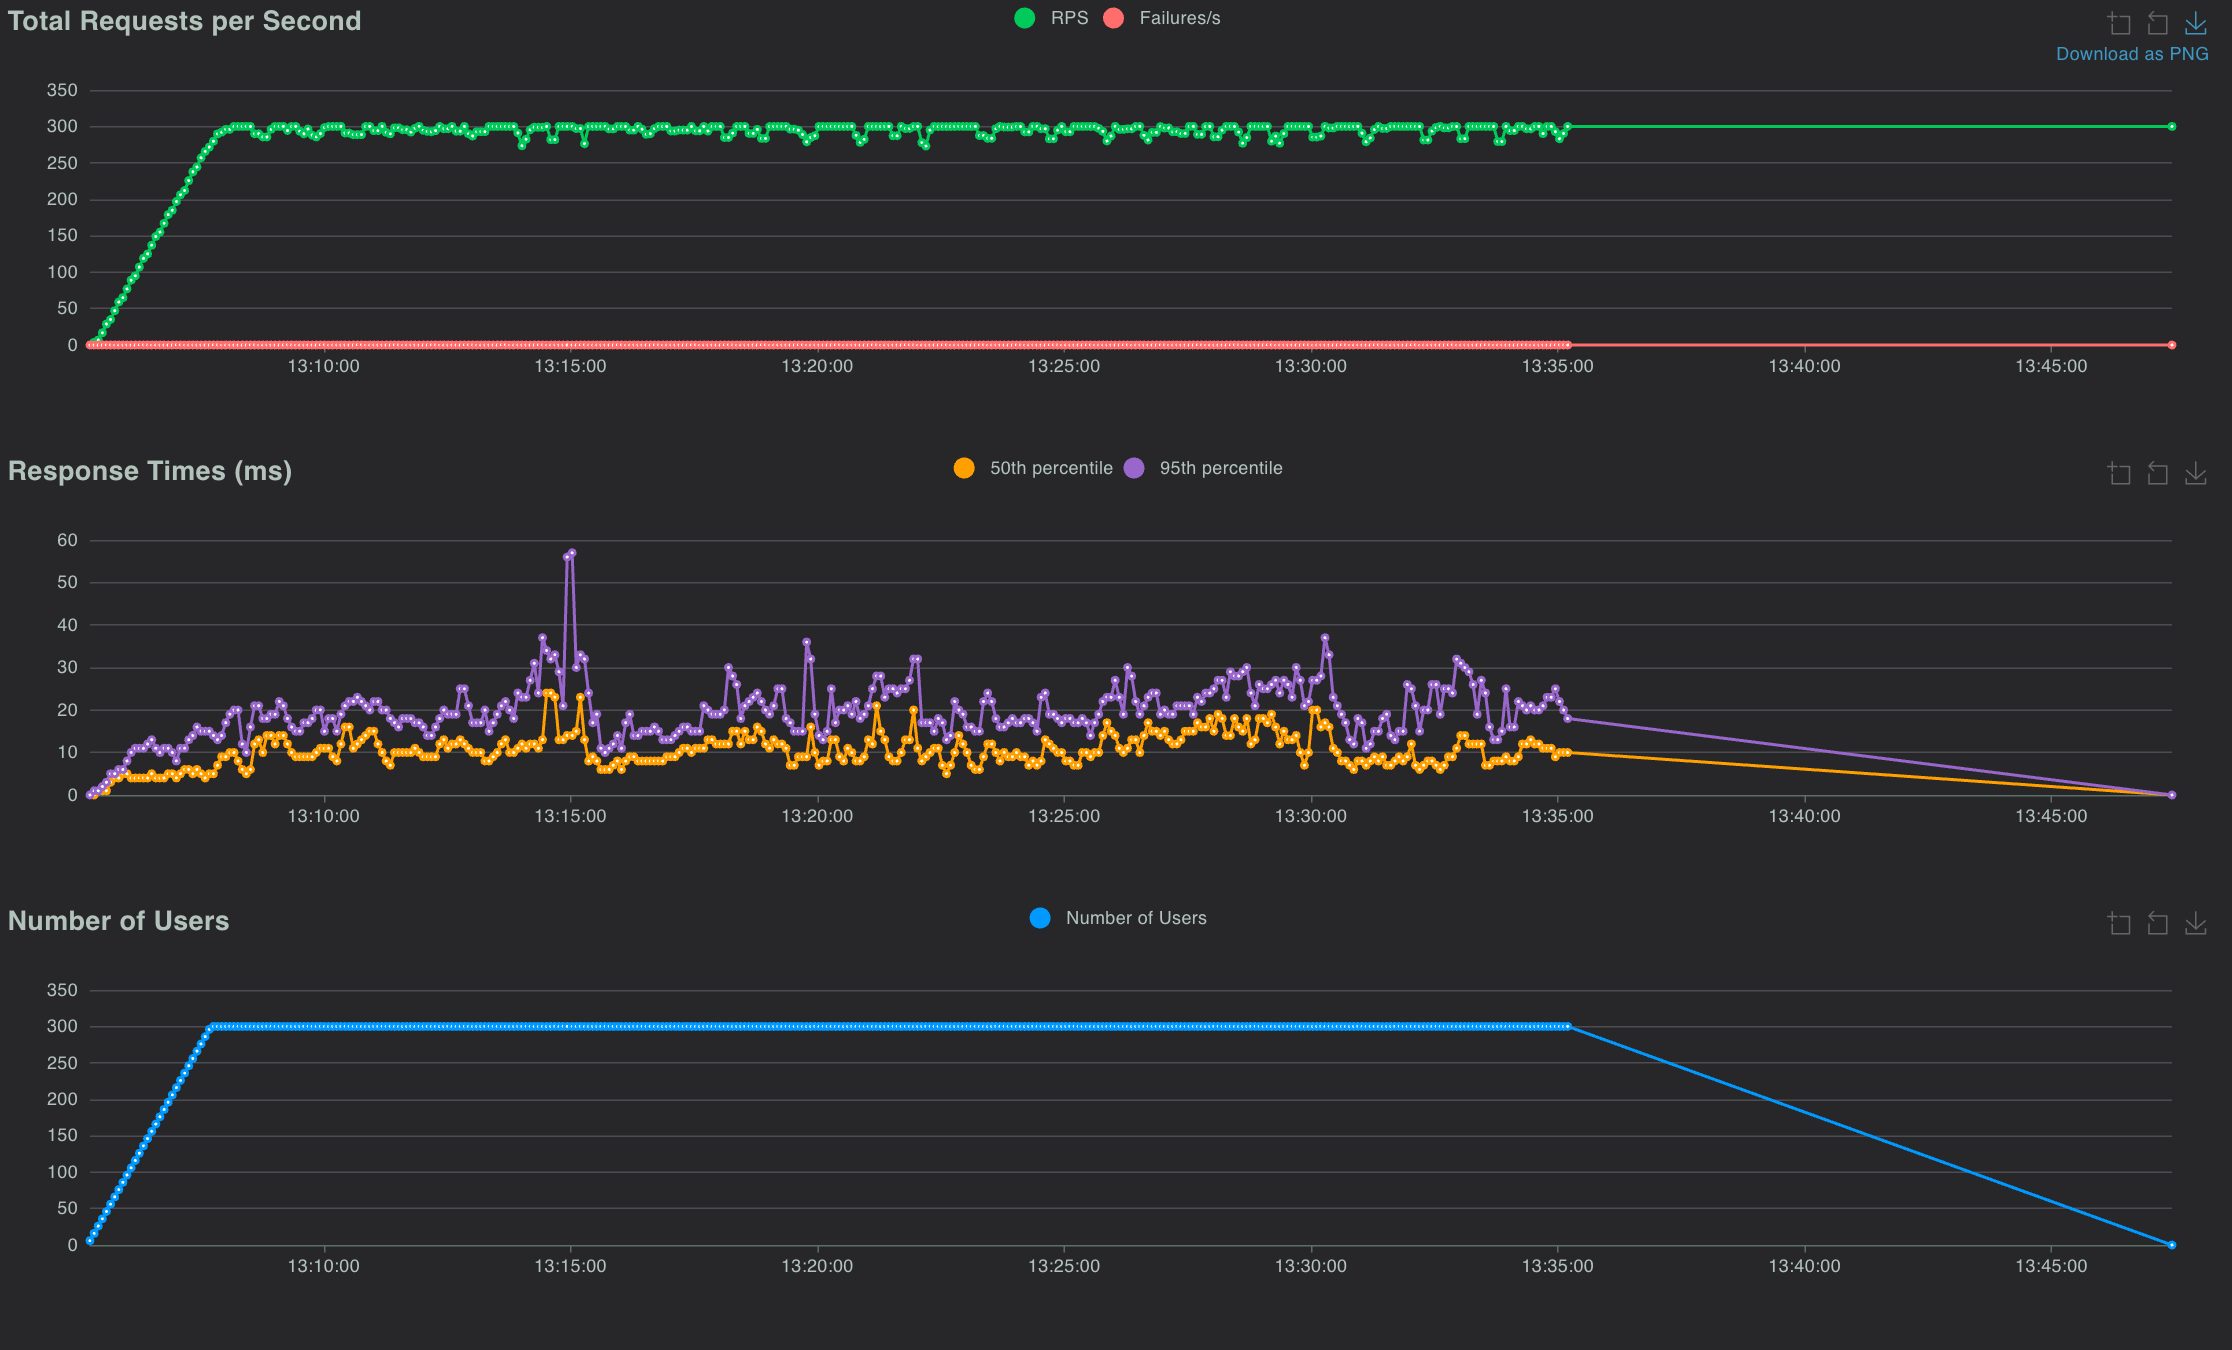 Total Requests per Second
RPS Failures/s
Download as PNG
350
300
250
200
150
100
50
0
13:10:00 13:15:00 13:20:00 13:25:00 13:30:00 13:35:00 13:40:00 13:45:00
Response Times (ms)
50th percentile 95th percentile
60
50
40
30
20
10
0
13:10:00 13:15:00 13:20:00 13:25:00 13:30:00 13:35:00 13:40:00 13:45:00
Number of Users
Number of Users
350
300
250
200
150
100
50
0
13:10:00 13:15:00 13:20:00 13:25:00 13:30:00 13:35:00 13:40:00 13:45:00